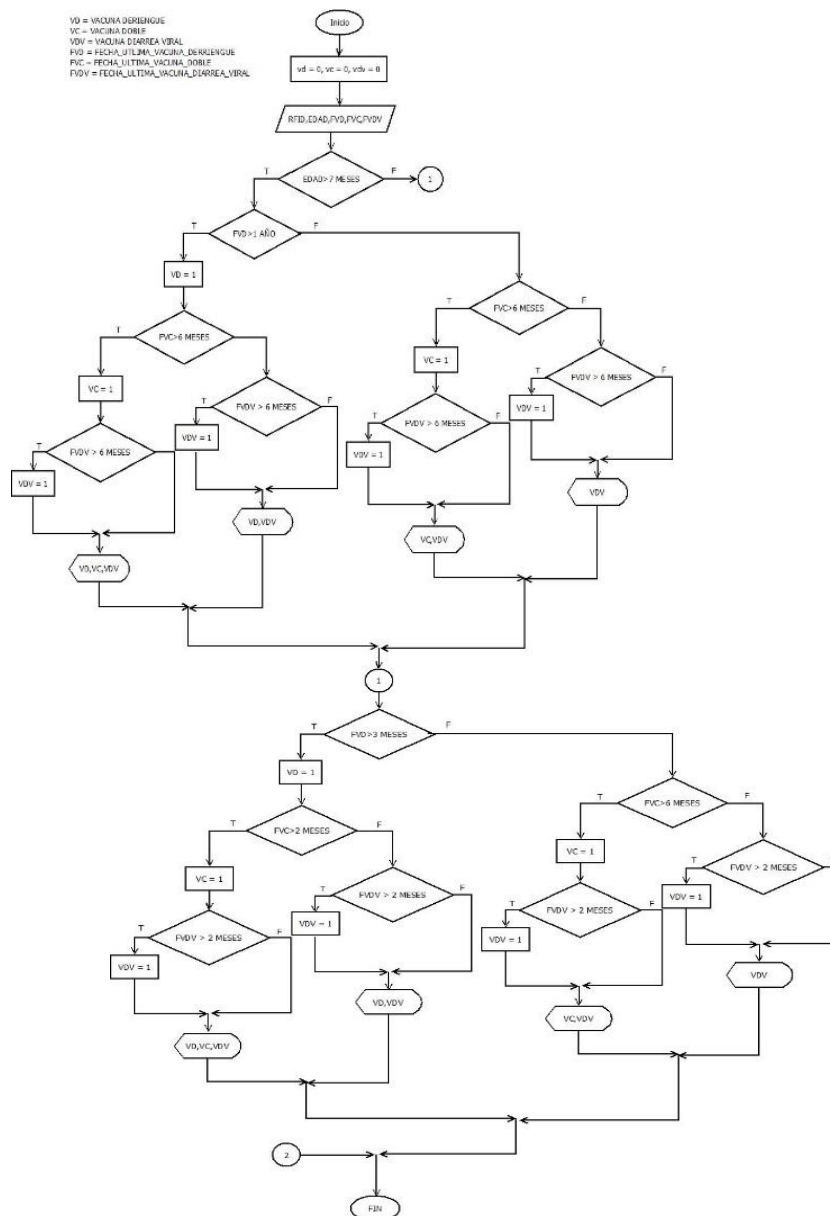 VD = VACUNA DERIENGUE
VC = VACUNA DOBLE
VDV = VACUNA DIARREA VIRAL
FVD = FECHA_UTLIMA_VACUNA_DERRIENGUE
FVC = FECHA_ULTIMA_VACUNA_DOBLE
FVDV = FECHA_ULTIMA_VACUNA_DIARREA_VIRAL
Inicio
vd = 0, vc = 0, vdv = 0
RFID,EDAD,FVD,FVC,FVDV
T
EDAD>7 MESES
F
1
T
FVD>1 AÑO
F
VD = 1
T
FVC>6 MESES
F
T
FVC>6 MESES
F
VC = 1
T
FVDV > 6 MESES
F
VC = 1
T
FVDV > 6 MESES
F
VDV = 1
T
FVDV > 6 MESES
F
VDV = 1
T
FVDV > 6 MESES
F
VDV = 1
VDV = 1
VDV
VD,VDV
VC,VDV
VD,VC,VDV
1
T
FVD>3 MESES
F
VD = 1
T
FVC>6 MESES
F
T
FVC>2 MESES
F
VC = 1
T
FVDV > 2 MESES
F
VC = 1
T
FVDV > 2 MESES
F
VDV = 1
T
FVDV > 2 MESES
F
VDV = 1
T
FVDV > 2 MESES
F
VDV = 1
VDV = 1
VDV
VD,VDV
VC,VDV
VD,VC,VDV
2
FIN